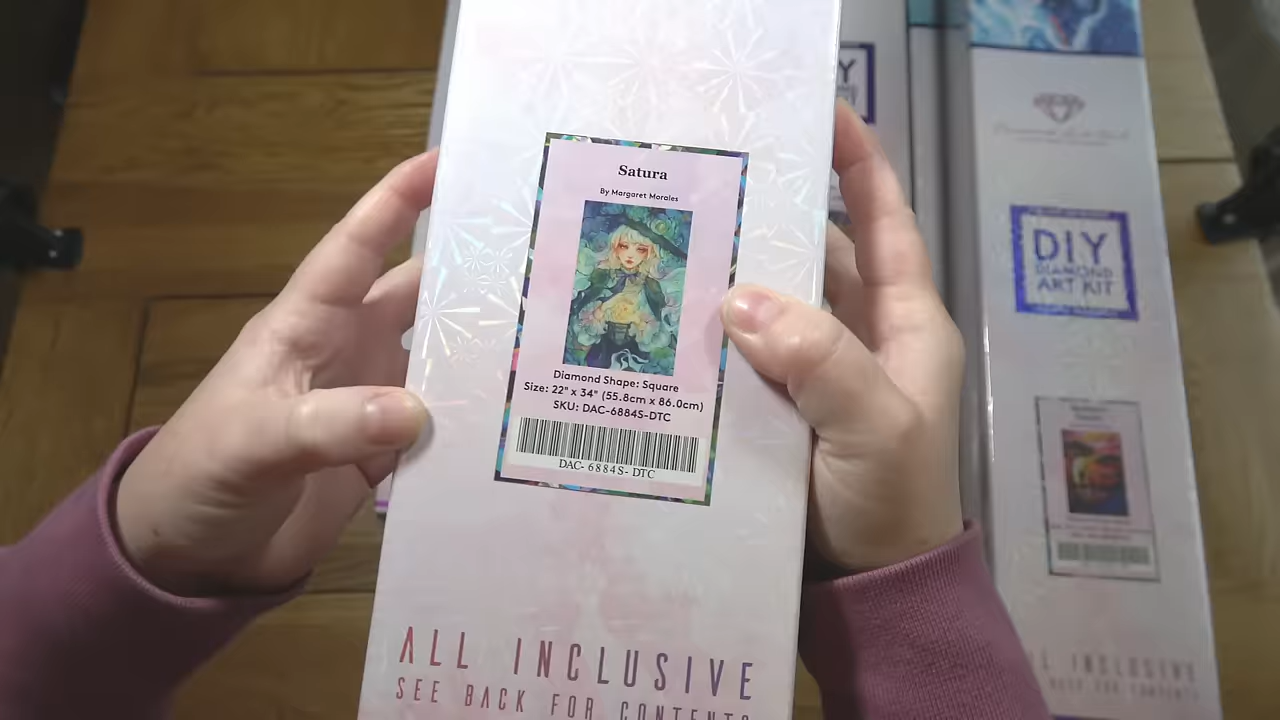 Satura
By Margaret Morales
Diamond Shape: Square
Size: 22" x 34" (55.8cm x 86.0cm)
SKU: DAC-6884S-DTC
DAC- 6884S- DTC
ALL INCLUSIVE
SEE BACK FOR CONTENTS
DIY
DIAMOND
ART KIT
INCLUSIVE